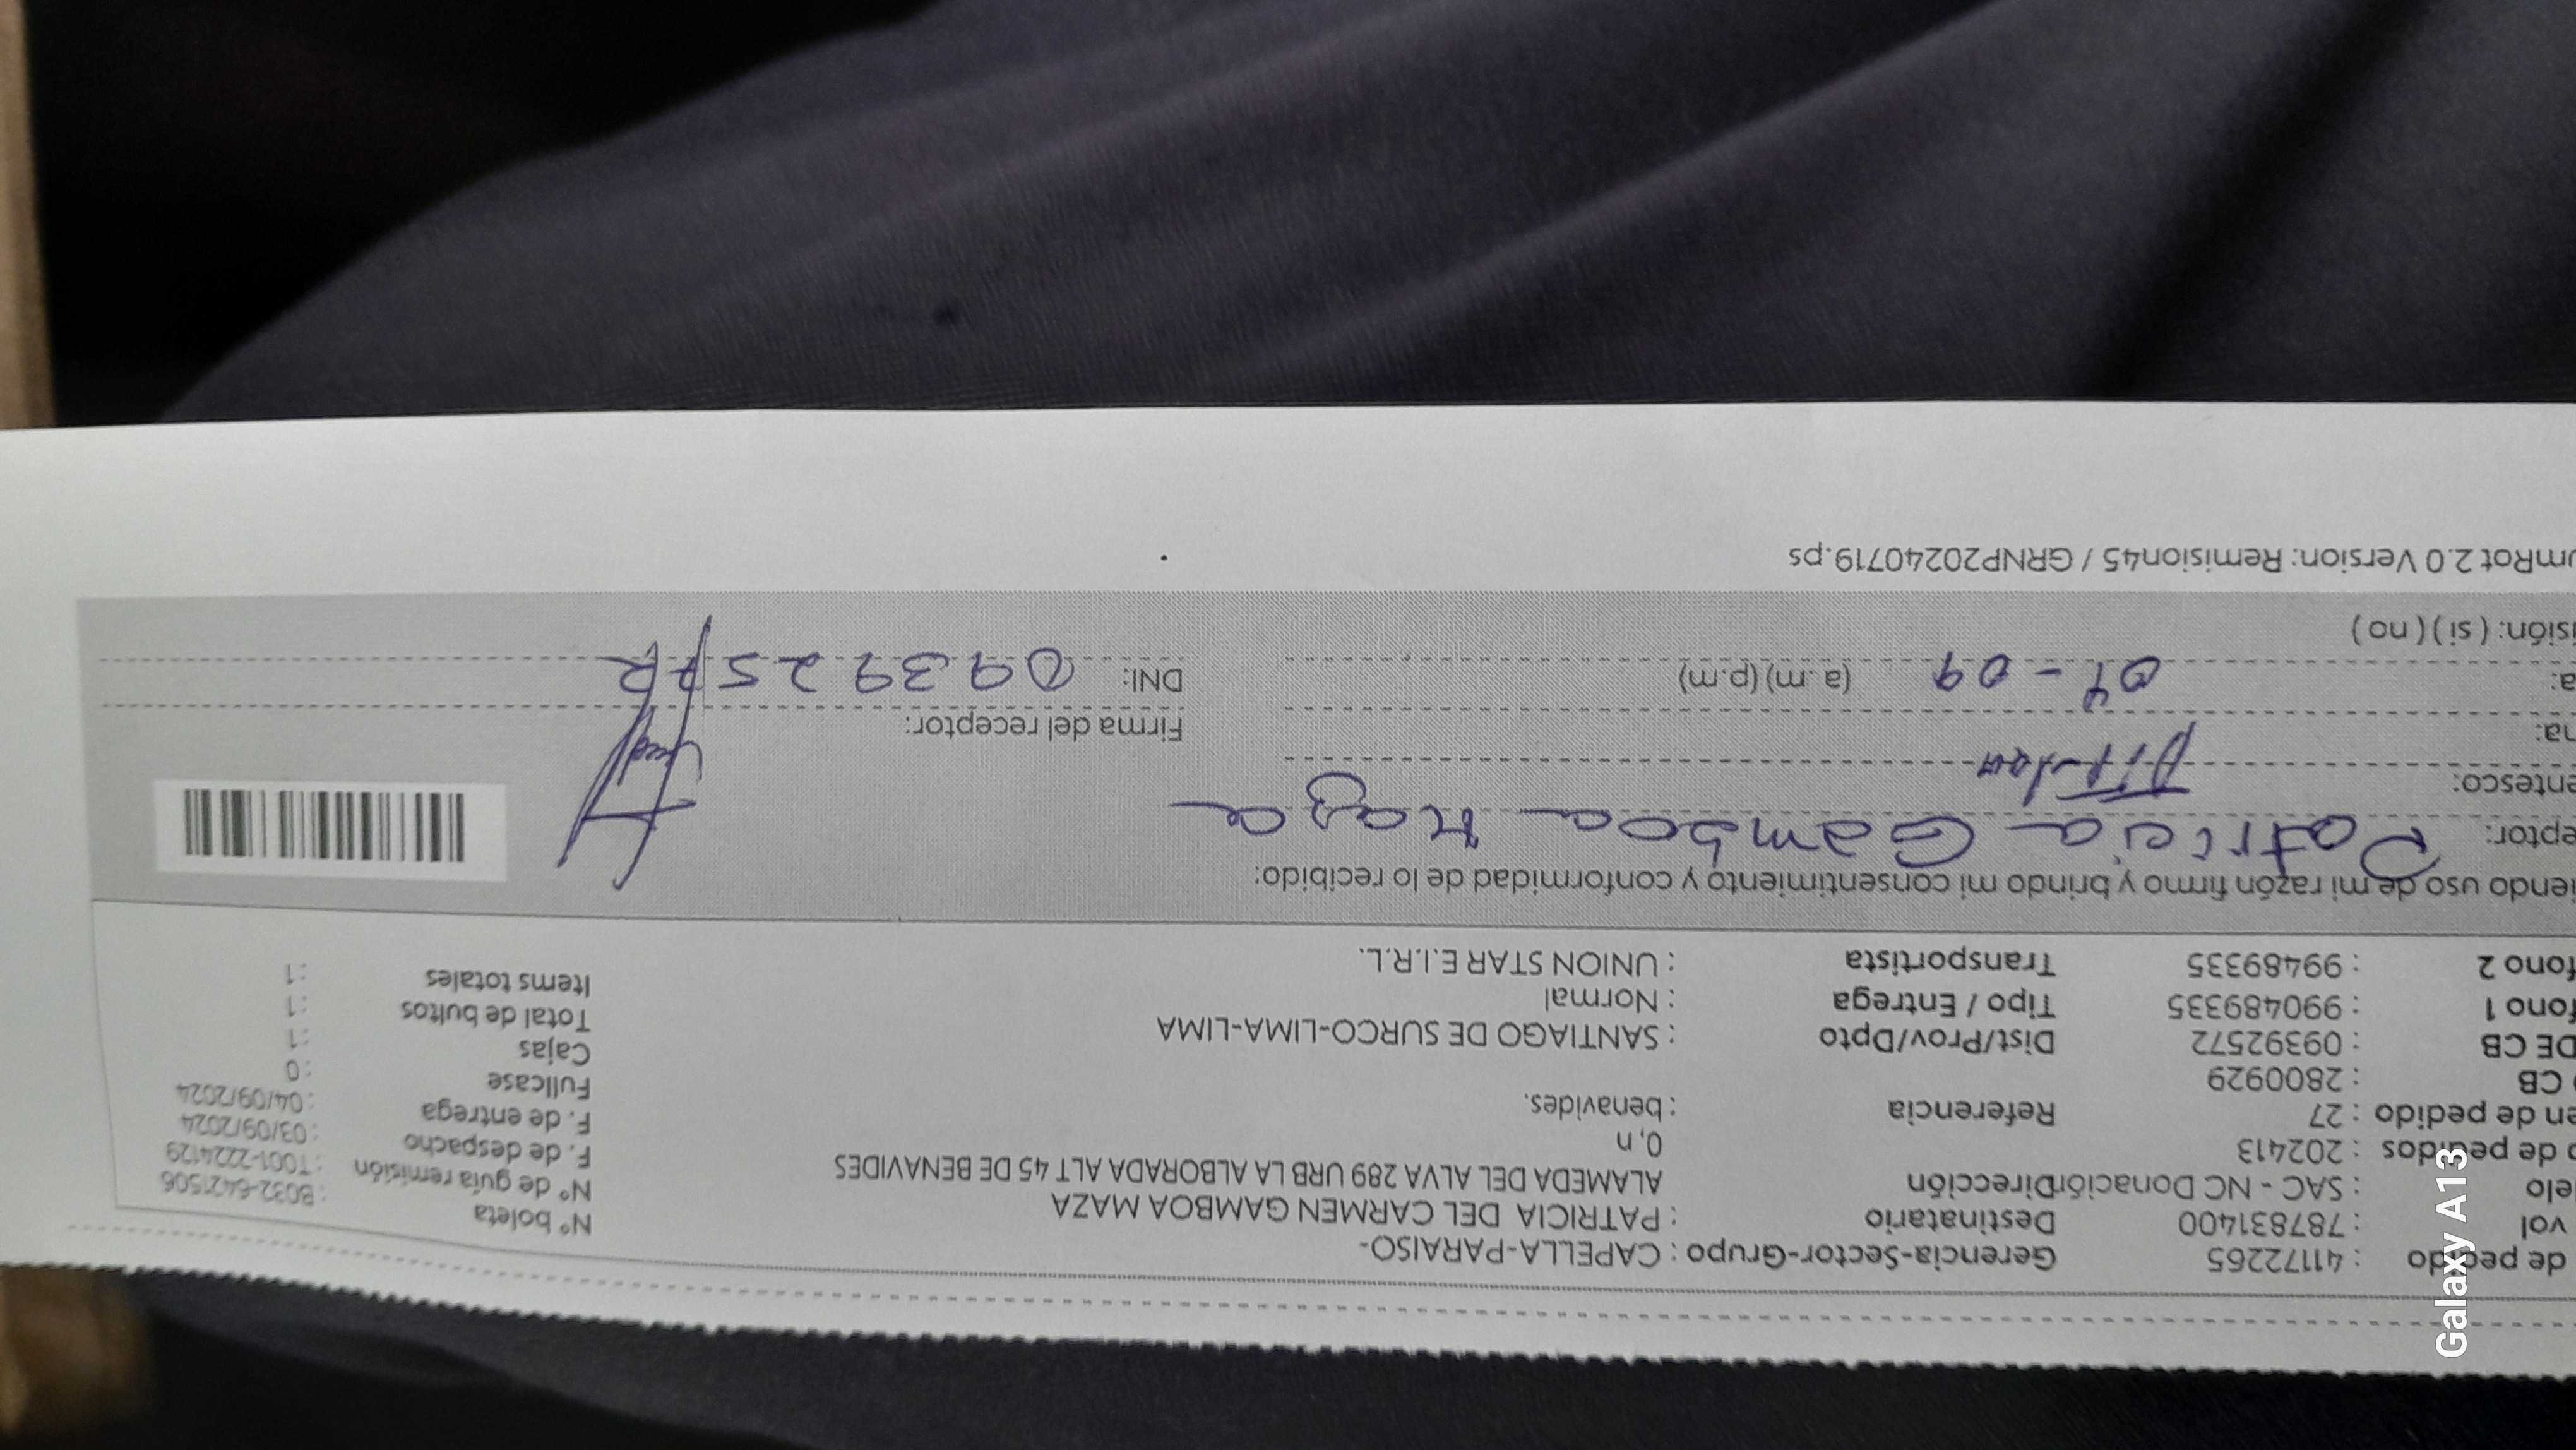 de pedido : 41172265 Gerencia-Sector-Grupo : CAPELLA-PARAISO-
vol : 787831400 Destinatario : PATRICIA DEL CARMEN GAMBOA MAZA
elo : SAC - NC Donación Dirección ALAMEDA DEL ALVA 289 URB LA ALBORADA ALT 45 DE BENAVIDES
de pedidos : 202413 0,n
en de pedido : 27 Referencia : benavides.
CB : 2800929
DE CB : 09392572 Dist/Prov/Dpto : SANTIAGO DE SURCO-LIMA-LIMA
fono 1 : 990489335 Tipo / Entrega : Normal
fono 2 : 99489335 Transportista : UNION STAR E.I.R.L.
N° boleta : B032-6421506
N° de guía remisión : T001-2224129
F. de despacho : 03/09/2024
F. de entrega : 04/09/2024
Fullcase : 0
Cajas : 1
Total de bultos : 1
Items totales : 1
iendo uso de mi razón firmo y brindo mi consentimiento y conformidad de lo recibido:
eptor: Patricia Gamboa Maza
entesco:
na: Firma del receptor:
a: 04-09 (a.m) (p.m) DNI: 09392572
isión: ( si ) ( no )
umRot 2.0 Version: Remision45 / GRNP20240719.ps
Galaxy A13